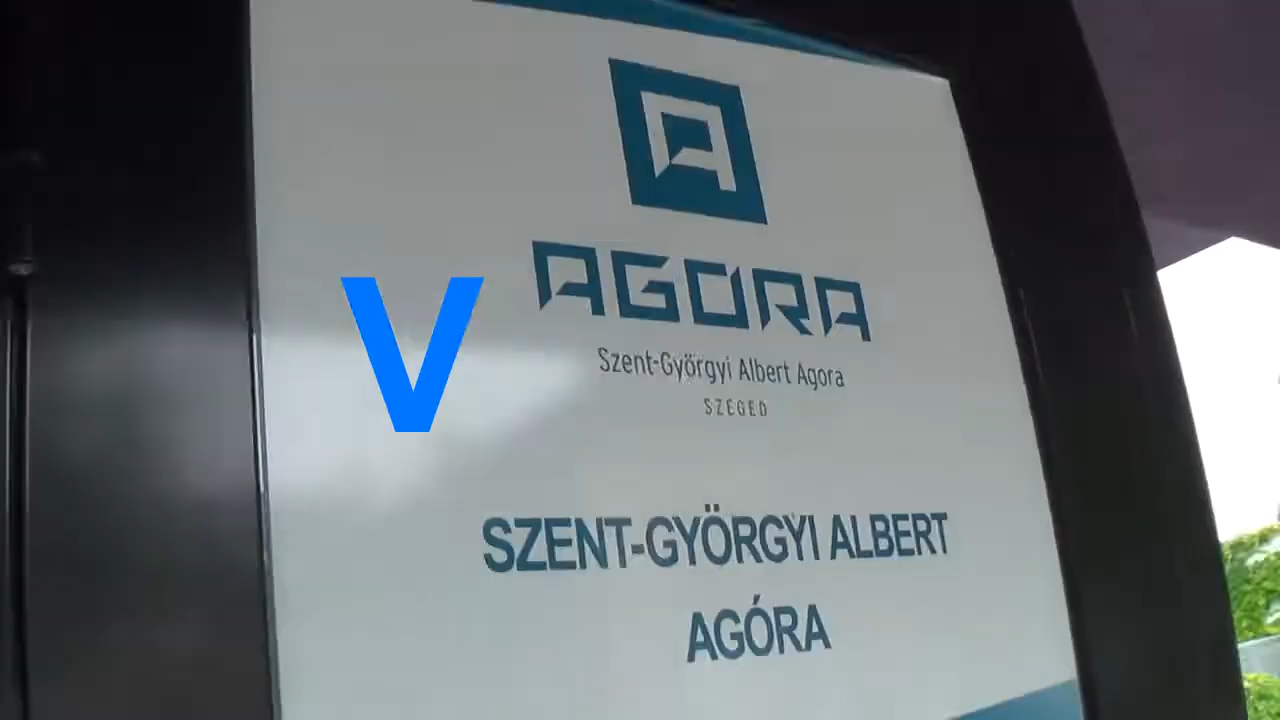 AGORA
V
Szent-Györgyi Albert Agora
SZEGED
SZENT-GYÖRGYI ALBERT
AGÓRA